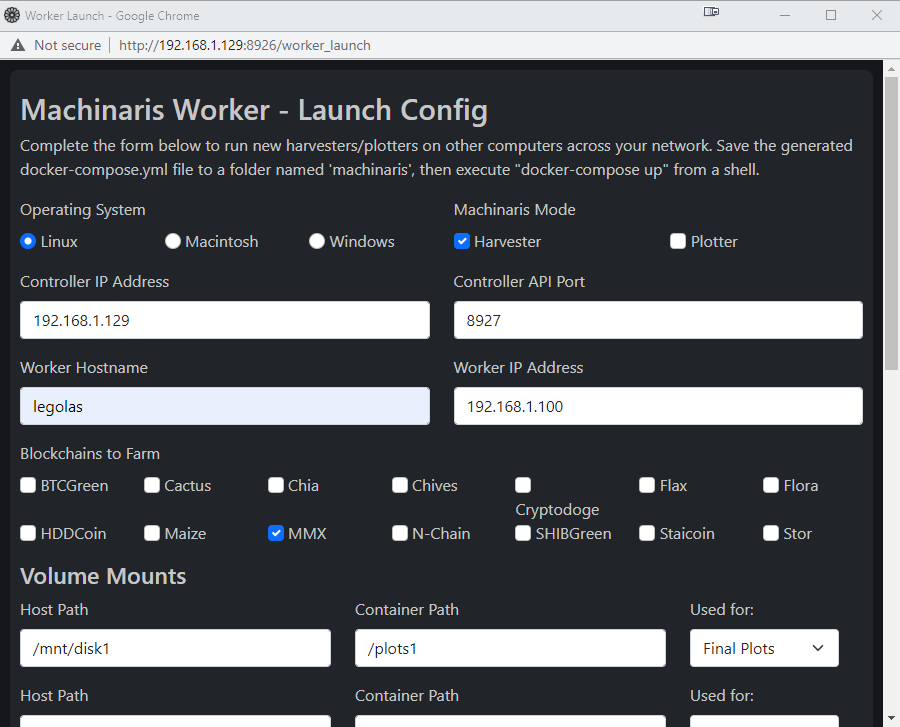 Worker Launch - Google Chrome
Not secure | http://192.168.1.129:8926/worker_launch
Machinaris Worker - Launch Config
Complete the form below to run new harvesters/plotters on other computers across your network. Save the generated
docker-compose.yml file to a folder named 'machinaris', then execute "docker-compose up" from a shell.
Operating System Machinaris Mode
Linux Macintosh Windows Harvester Plotter
Controller IP Address Controller API Port
192.168.1.129 8927
Worker Hostname Worker IP Address
legolas 192.168.1.100
Blockchains to Farm
BTCGreen Cactus Chia Chives Cryptodoge Flax Flora
HDDCoin Maize MMX N-Chain SHIBGreen Staicoin Stor
Volume Mounts
Host Path Container Path Used for:
/mnt/disk1 /plots1 Final Plots
Host Path Container Path Used for: